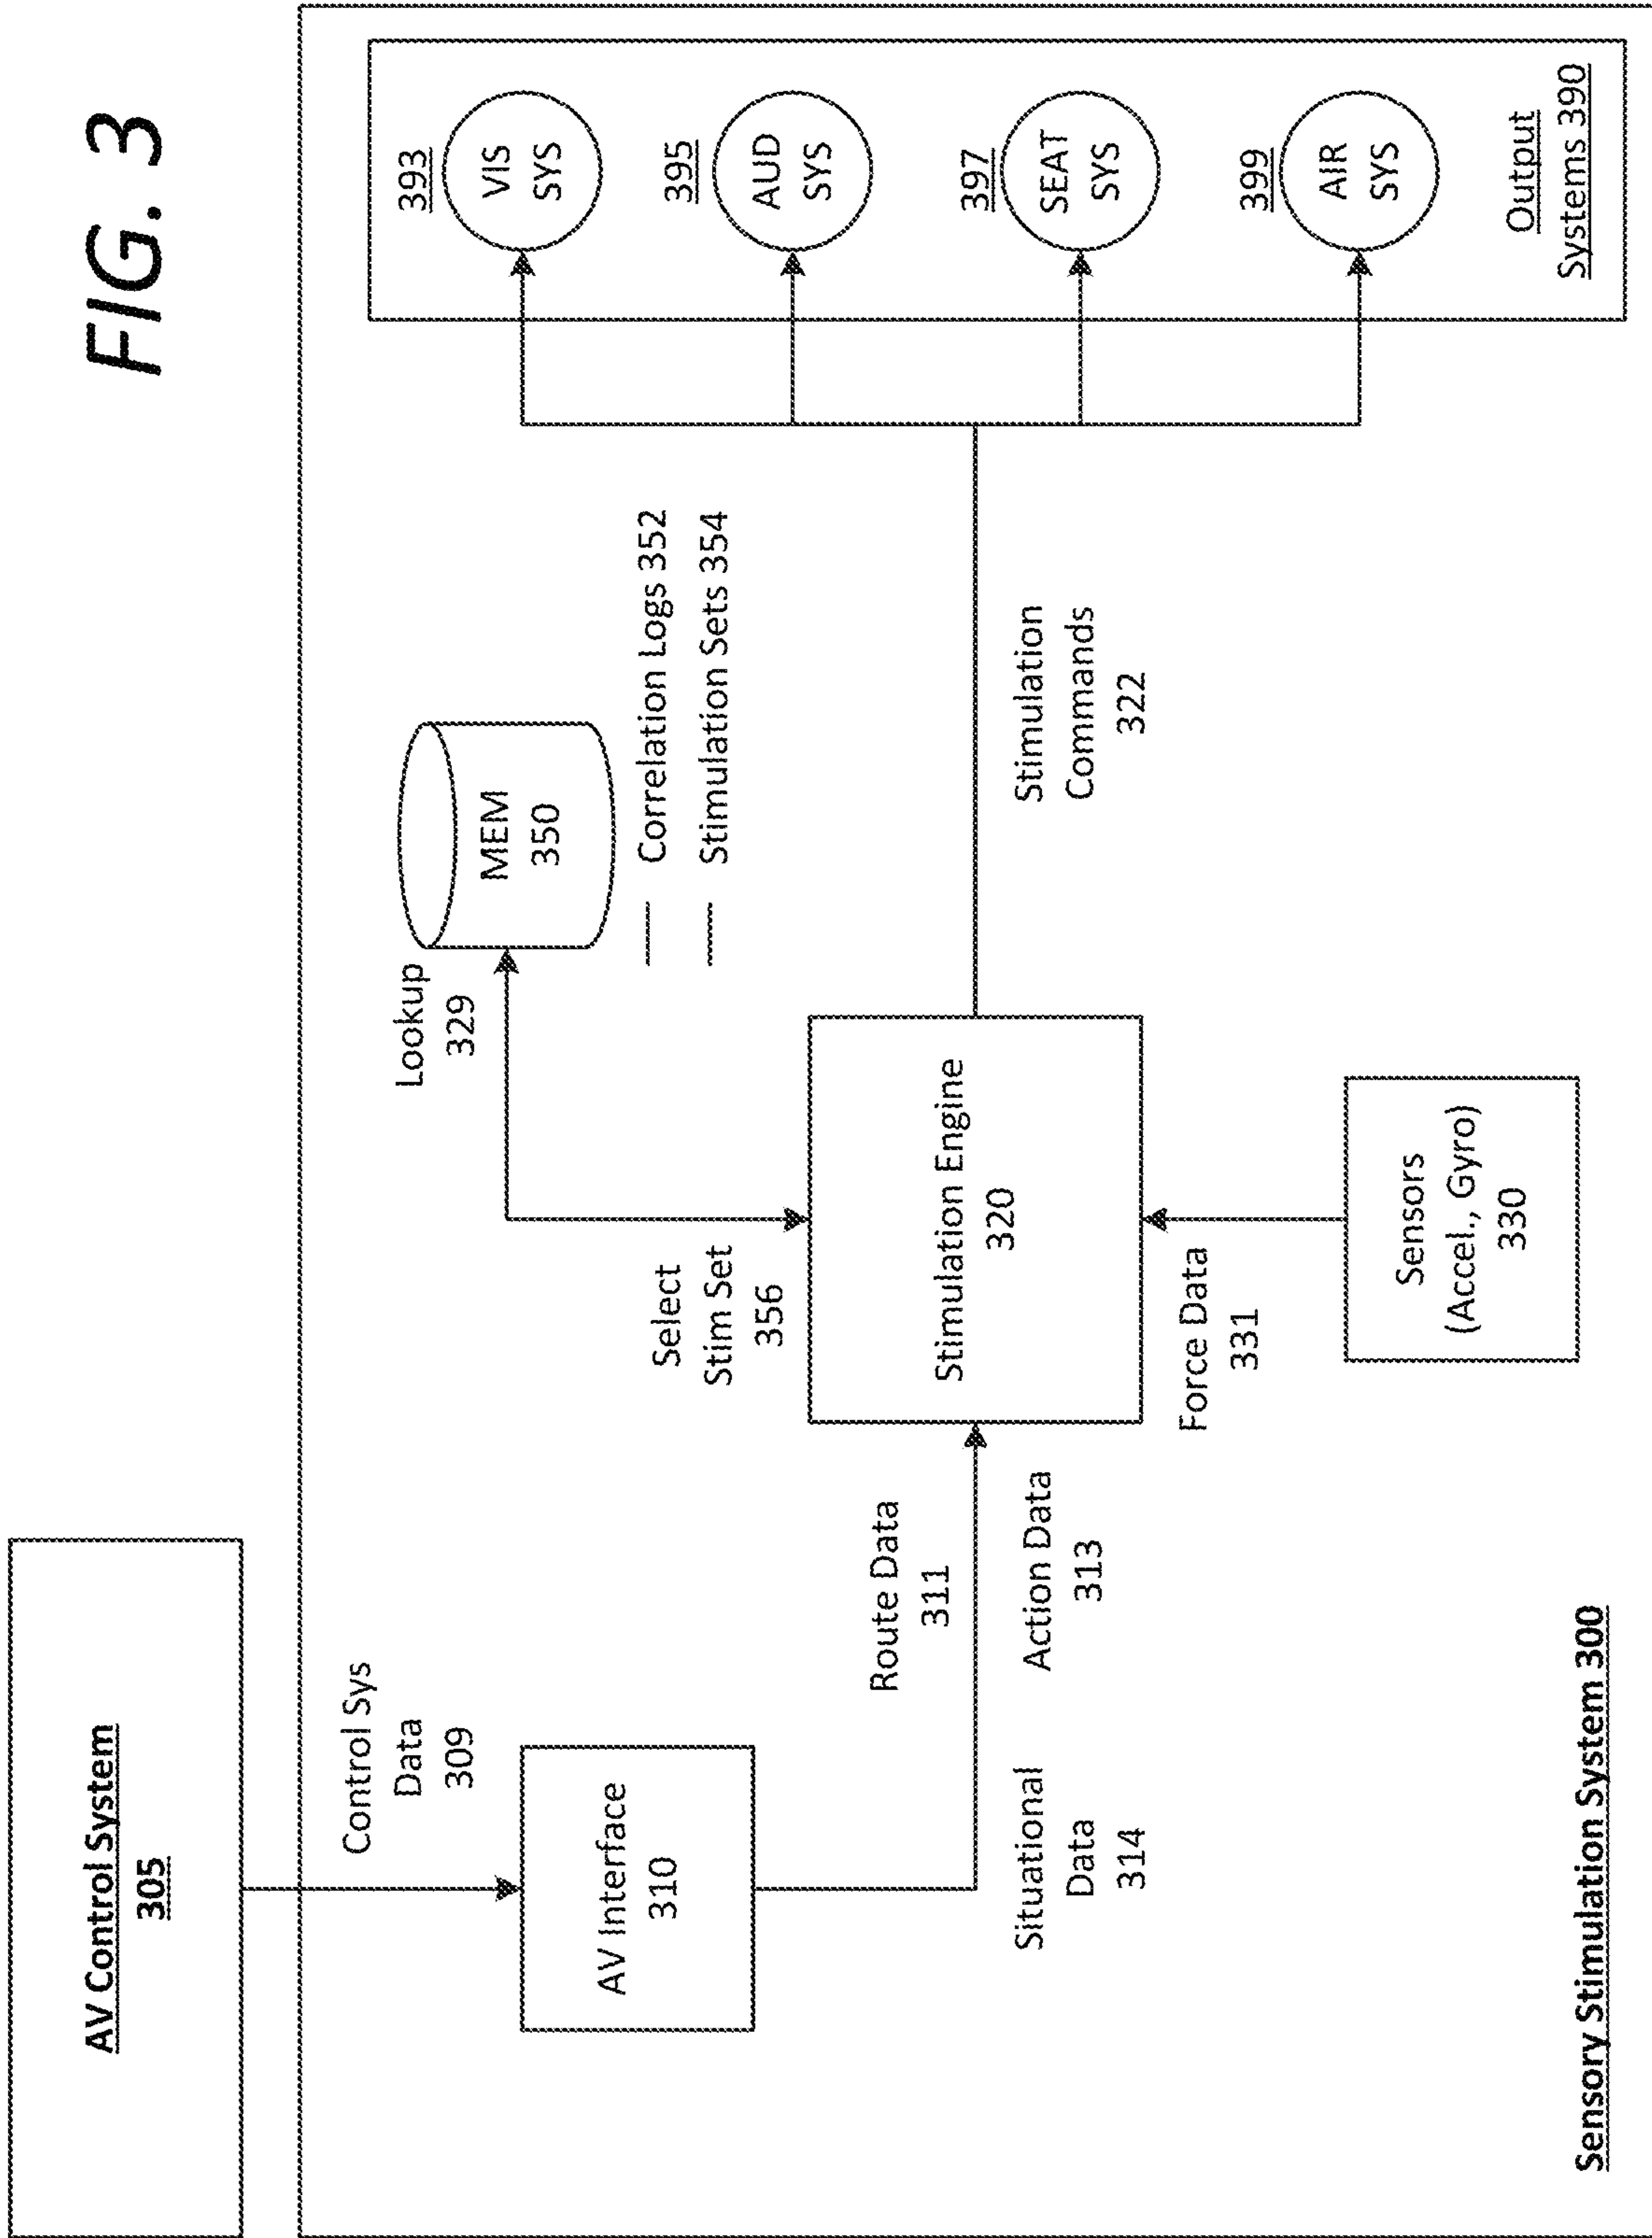 FIG. 3
AV Control System
305
Control Sys
Data
309
AV Interface
310
Situational
Data
314
Route Data
311
Action Data
313
Select
Stim Set
356
Lookup
329
MEM
350
Correlation Logs 352
Stimulation Sets 354
Stimulation Engine
320
Force Data
331
Sensors
(Accel., Gyro)
330
Stimulation
Commands
322
393
VIS
SYS
395
AUD
SYS
397
SEAT
SYS
399
AIR
SYS
Output
Systems 390
Sensory Stimulation System 300